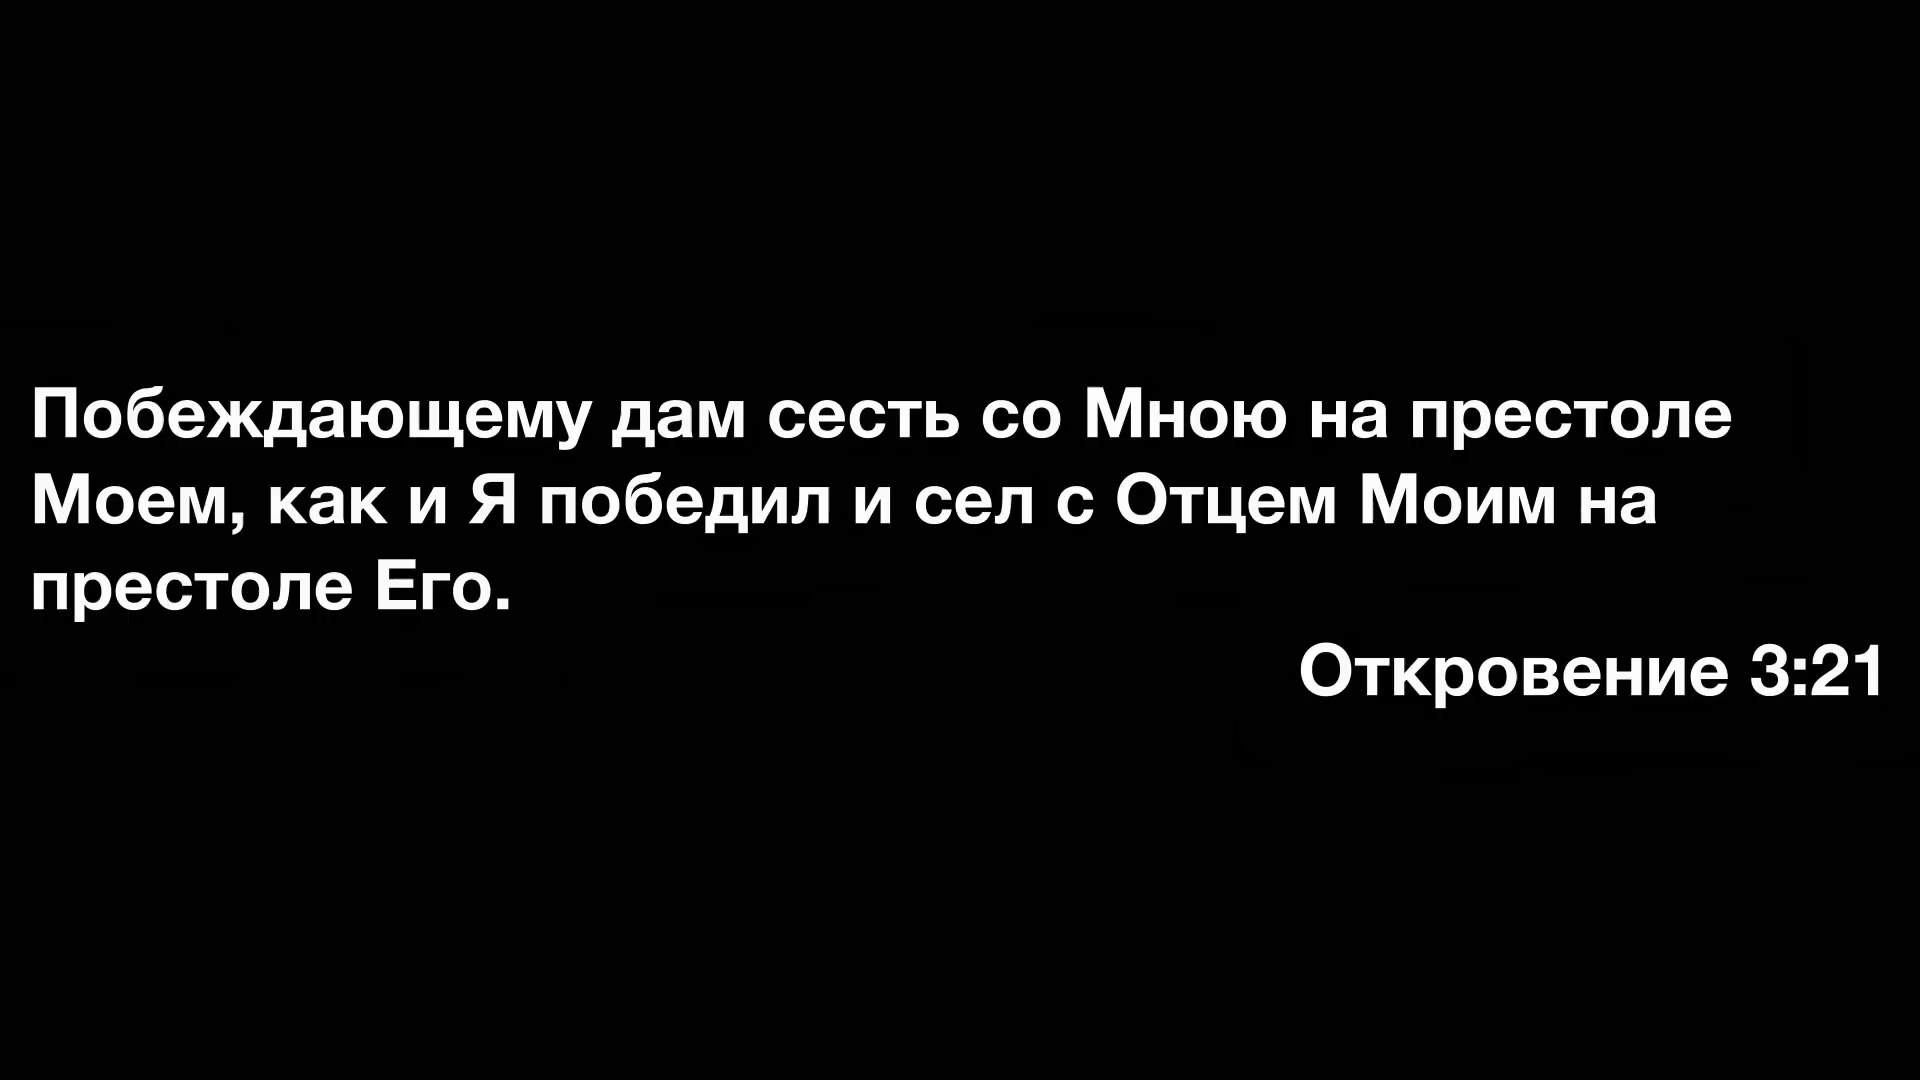 Побеждающему дам сесть со Мною на престоле
Моем, как и Я победил и сел с Отцем Моим на
престоле Его.
Откровение 3:21